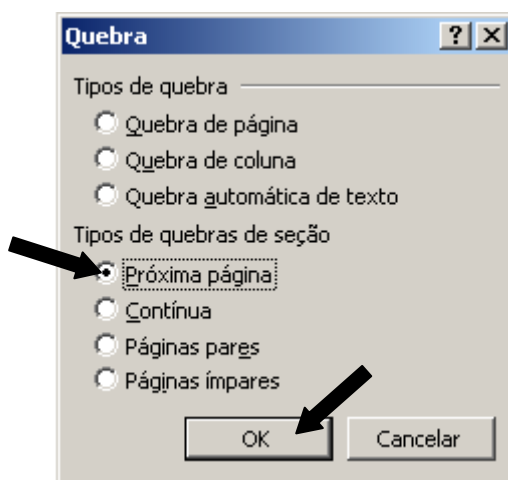 Quebra
Tipos de quebra
Quebra de página
Quebra de coluna
Quebra automática de texto
Tipos de quebras de seção
Próxima página
Contínua
Páginas pares
Páginas ímpares
OK Cancelar